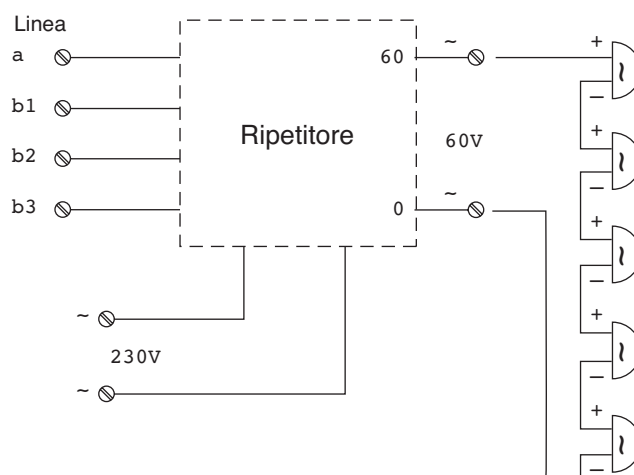 Linea
a
b1
b2
b3
Ripetitore
60
~
60V
0
~
~
230V
~
+
~
—
+
~
—
+
~
—
+
~
—
+
~
—